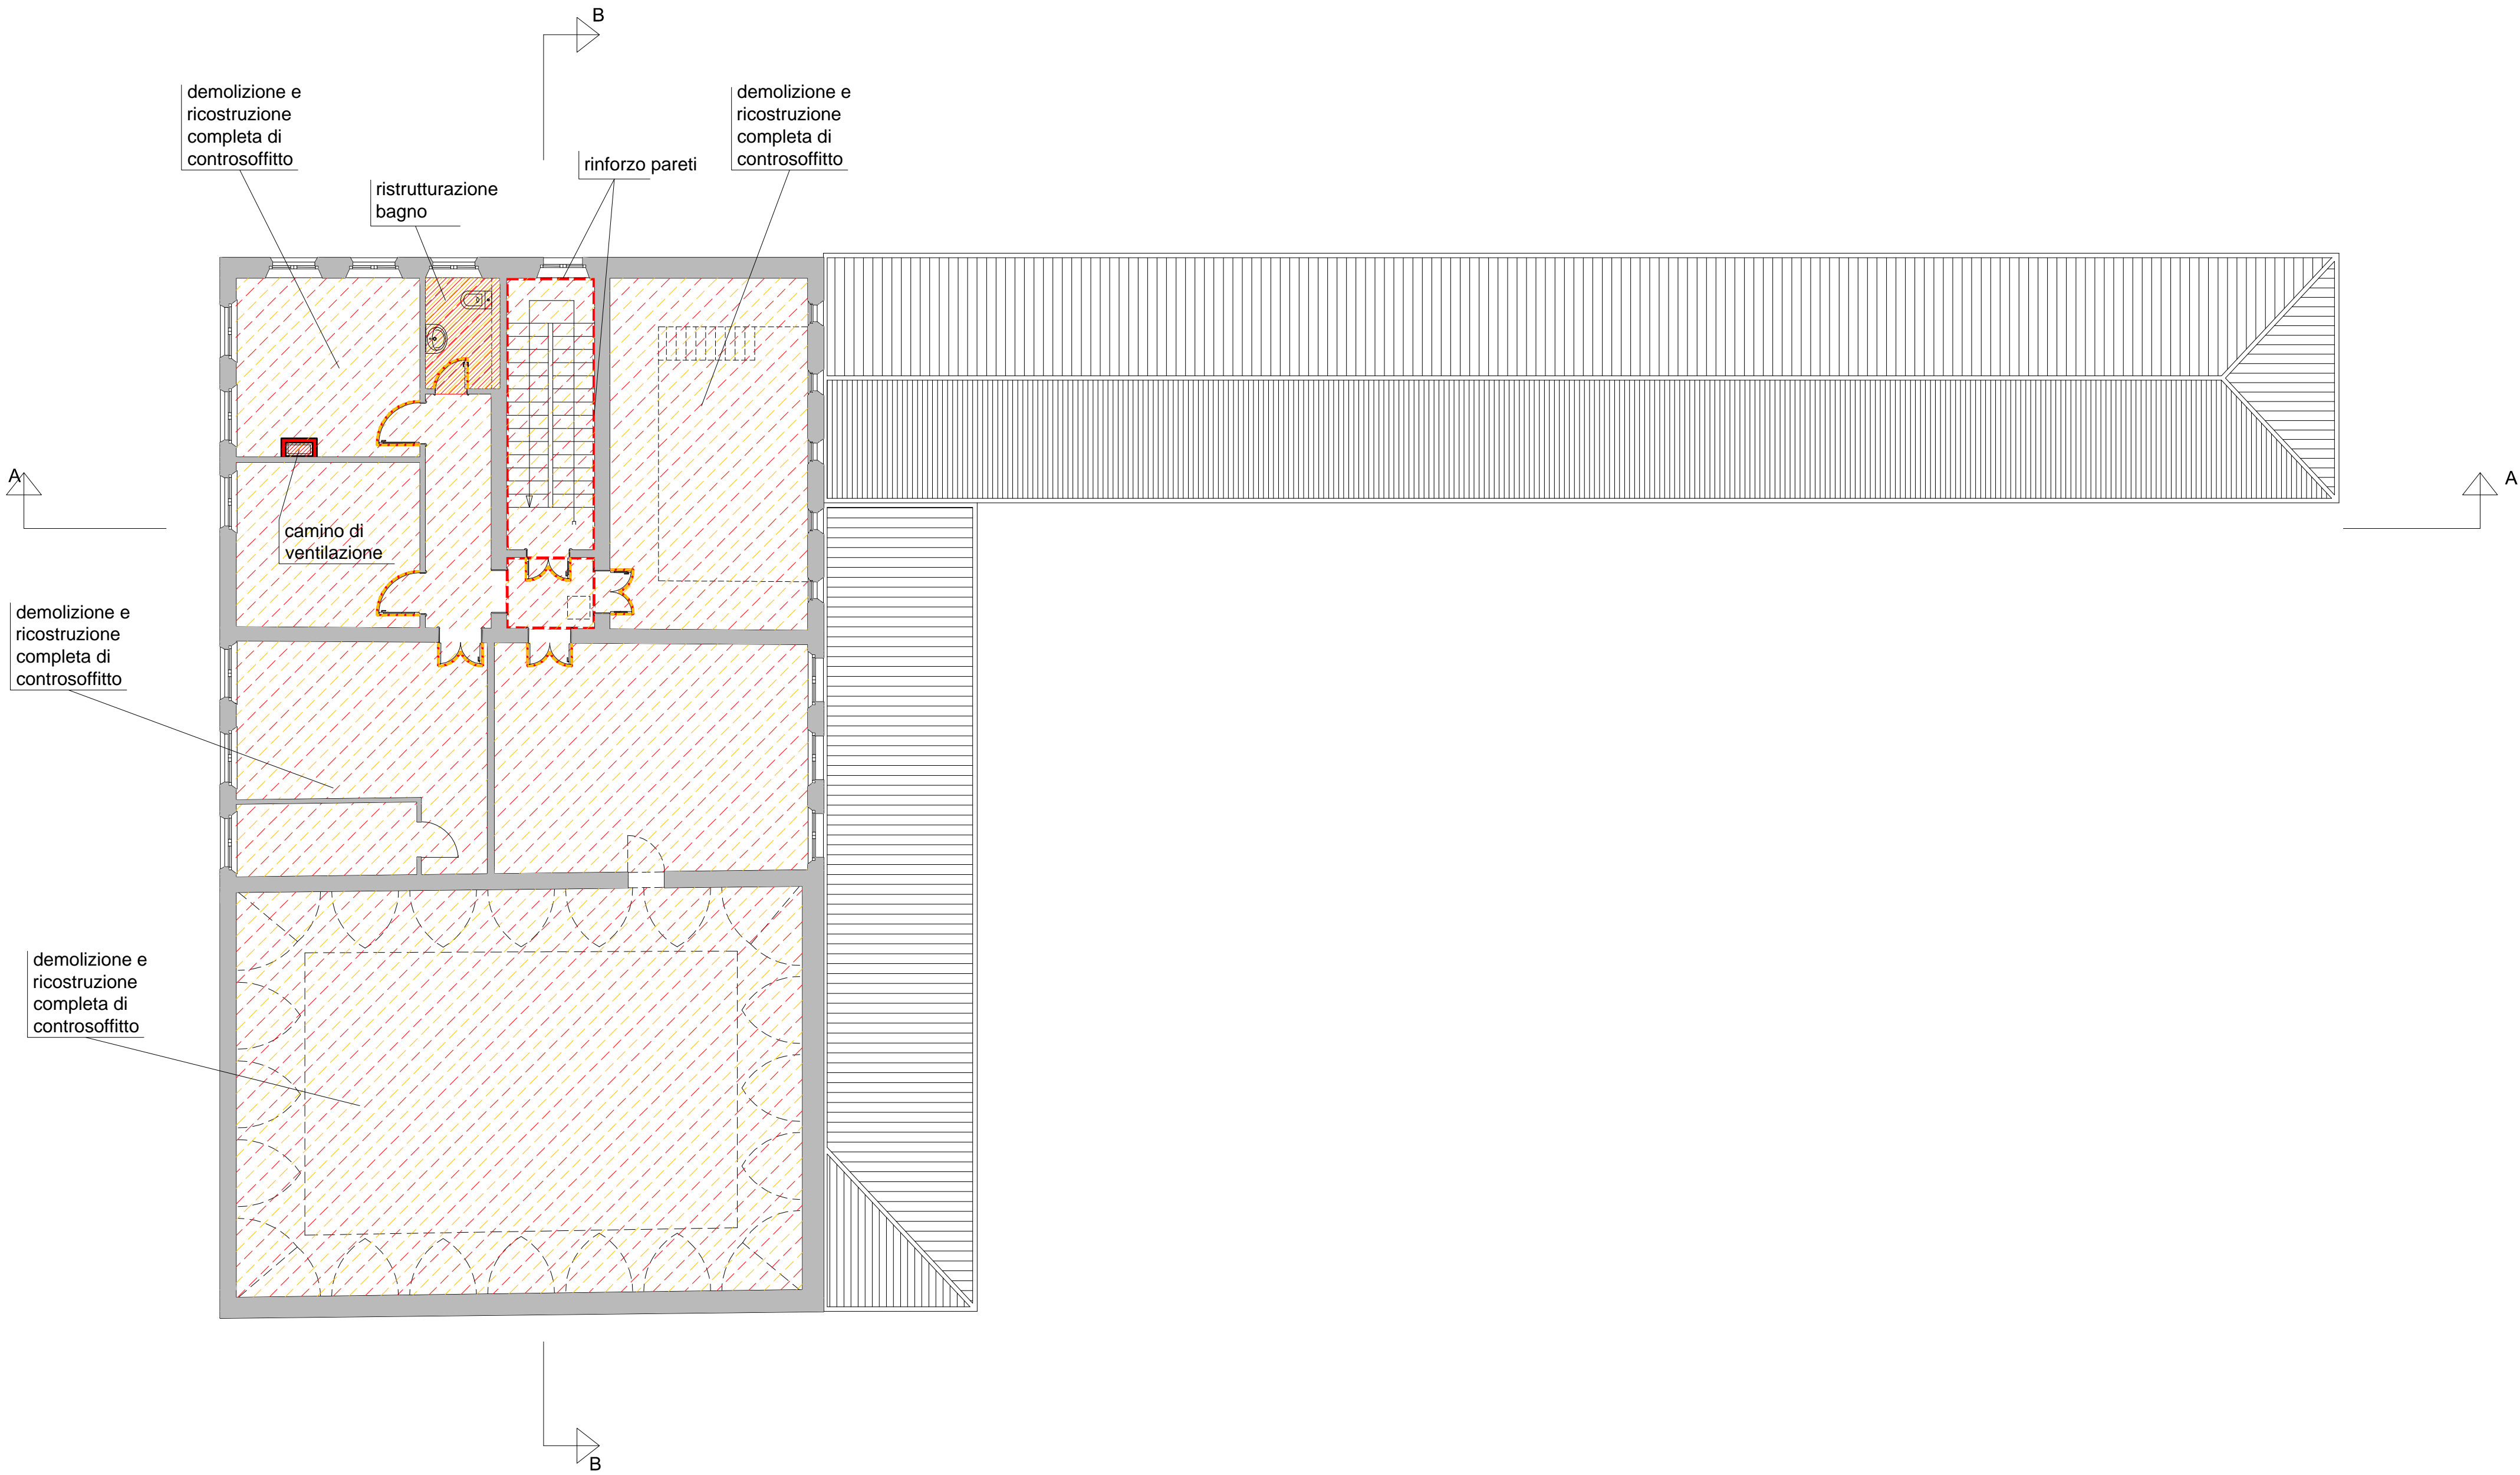 B
demolizione e
ricostruzione
completa di
controsoffitto
demolizione e
ricostruzione
completa di
controsoffitto
rinforzo pareti
ristrutturazione
bagno
A
A
camino di
ventilazione
demolizione e
ricostruzione
completa di
controsoffitto
demolizione e
ricostruzione
completa di
controsoffitto
B